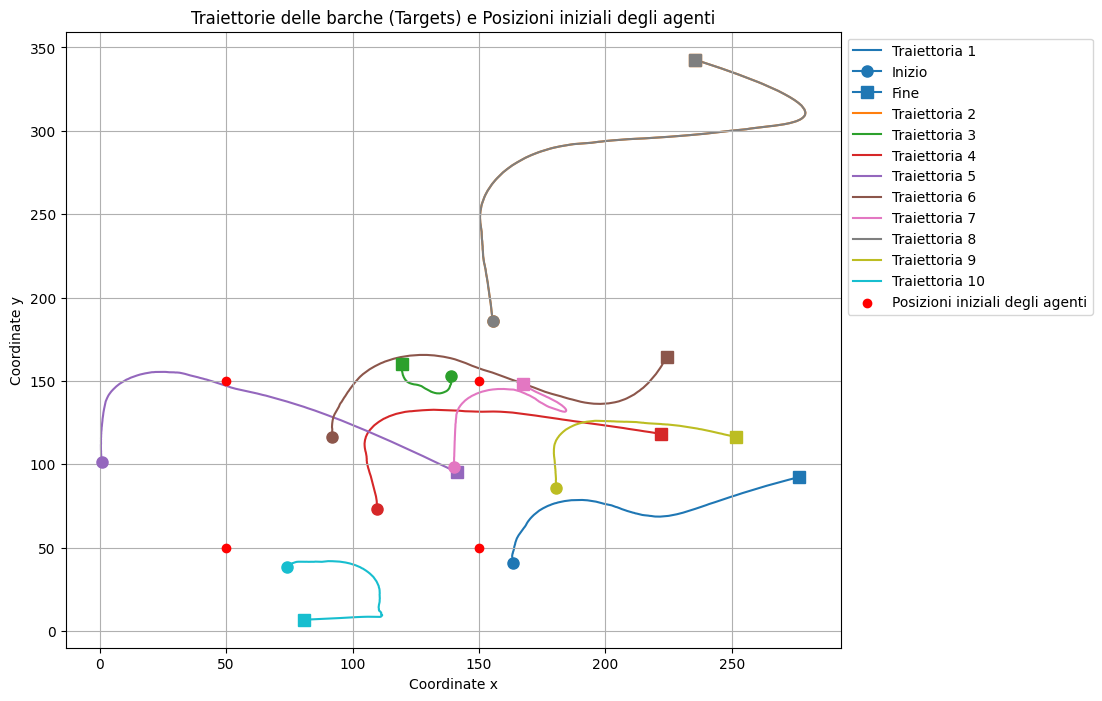 Traiettorie delle barche (Targets) e Posizioni iniziali degli agenti
Coordinate y
350
300
250
200
150
100
50
0
0 50 100 150 200 250
Coordinate x
Traiettoria 1
Inizio
Fine
Traiettoria 2
Traiettoria 3
Traiettoria 4
Traiettoria 5
Traiettoria 6
Traiettoria 7
Traiettoria 8
Traiettoria 9
Traiettoria 10
Posizioni iniziali degli agenti